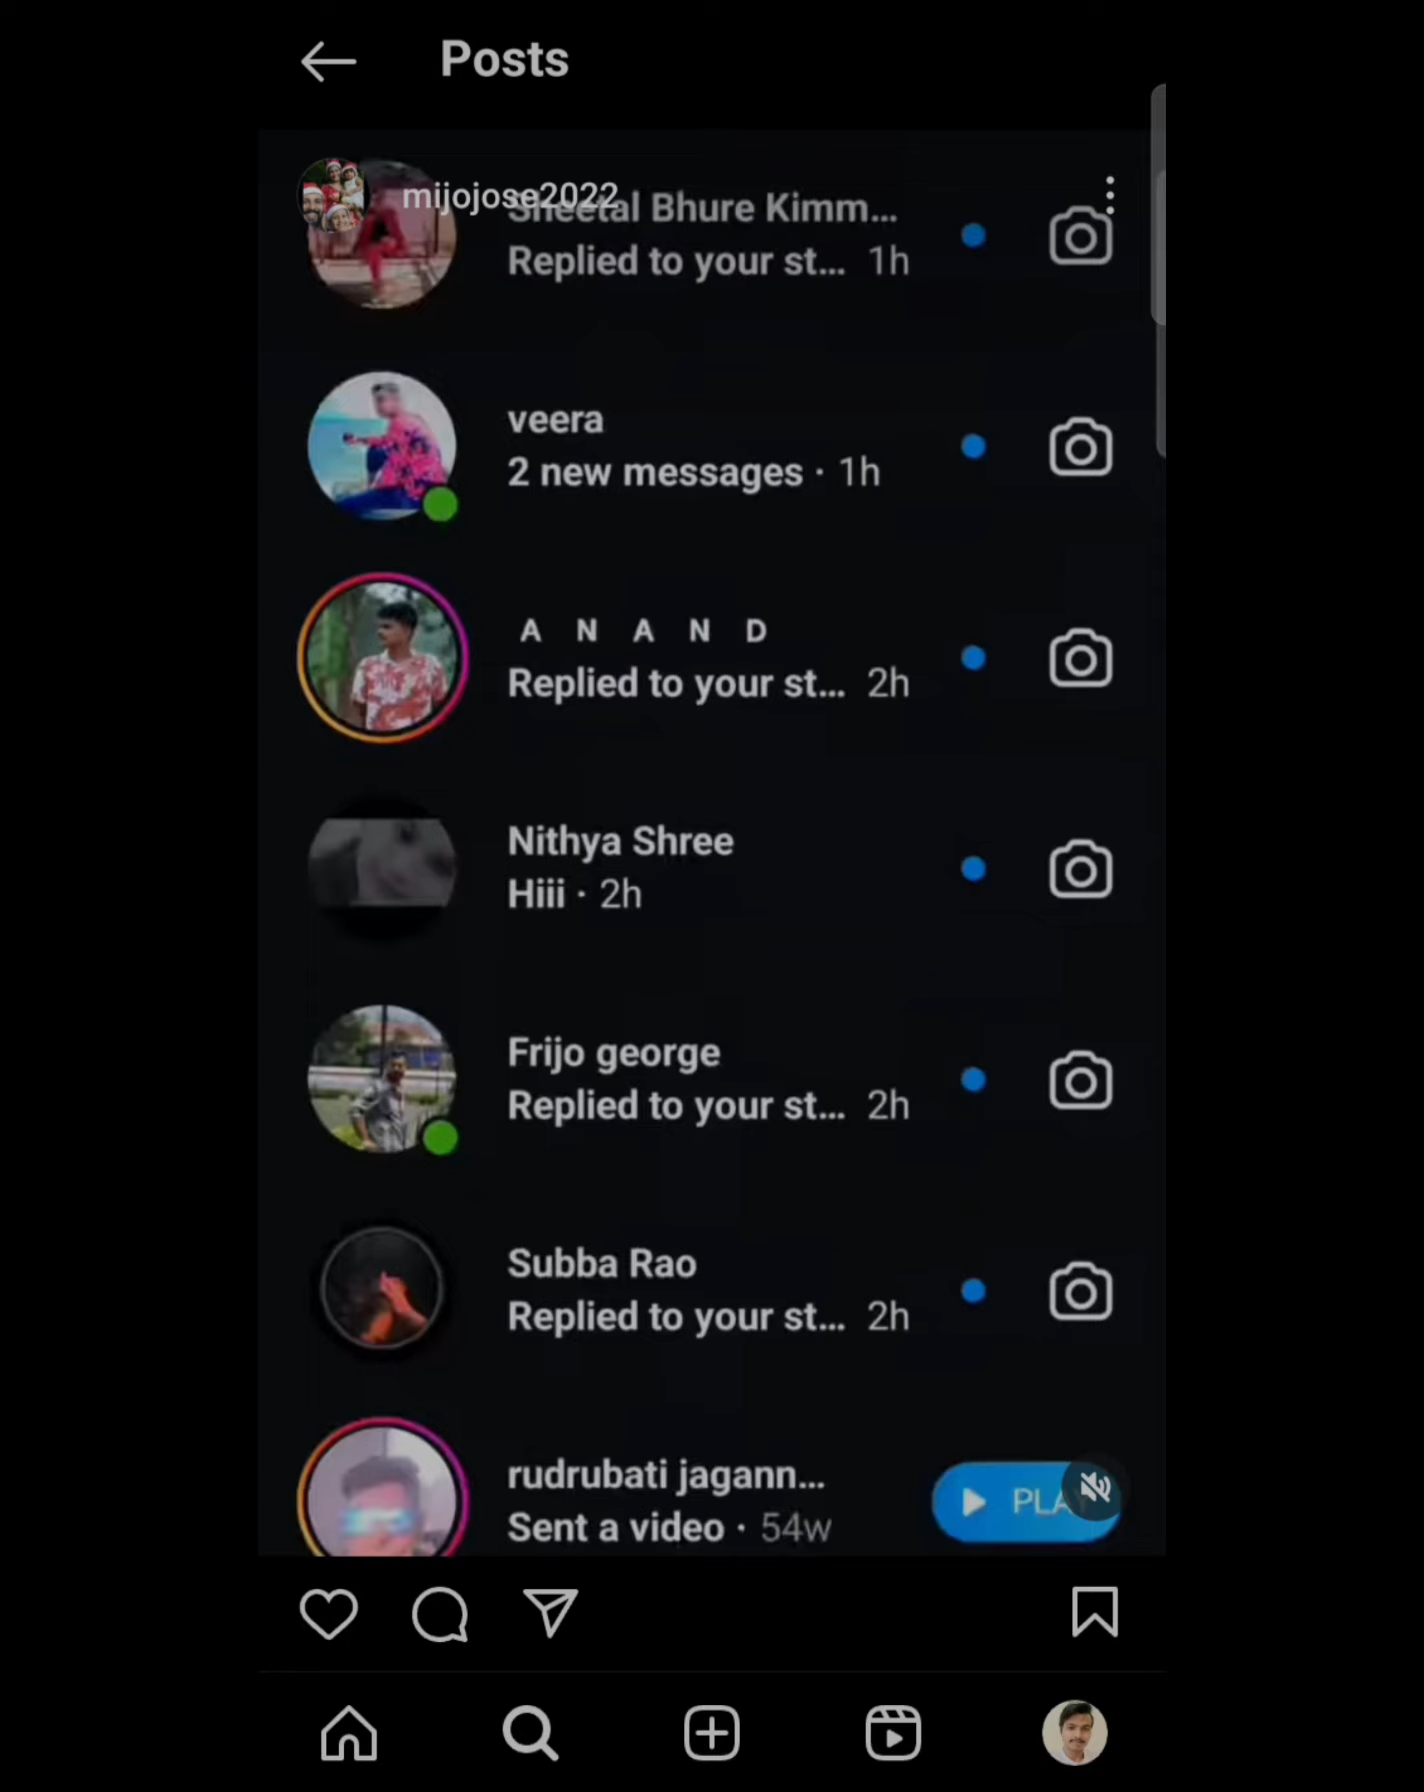 Posts
mijojose2022
Sheetal Bhure Kimm...
Replied to your st... 1h
veera
2 new messages · 1h
A N A N D
Replied to your st... 2h
Nithya Shree
Hiii · 2h
Frijo george
Replied to your st... 2h
Subba Rao
Replied to your st... 2h
rudrubati jagann...
Sent a video · 54w
PLAY